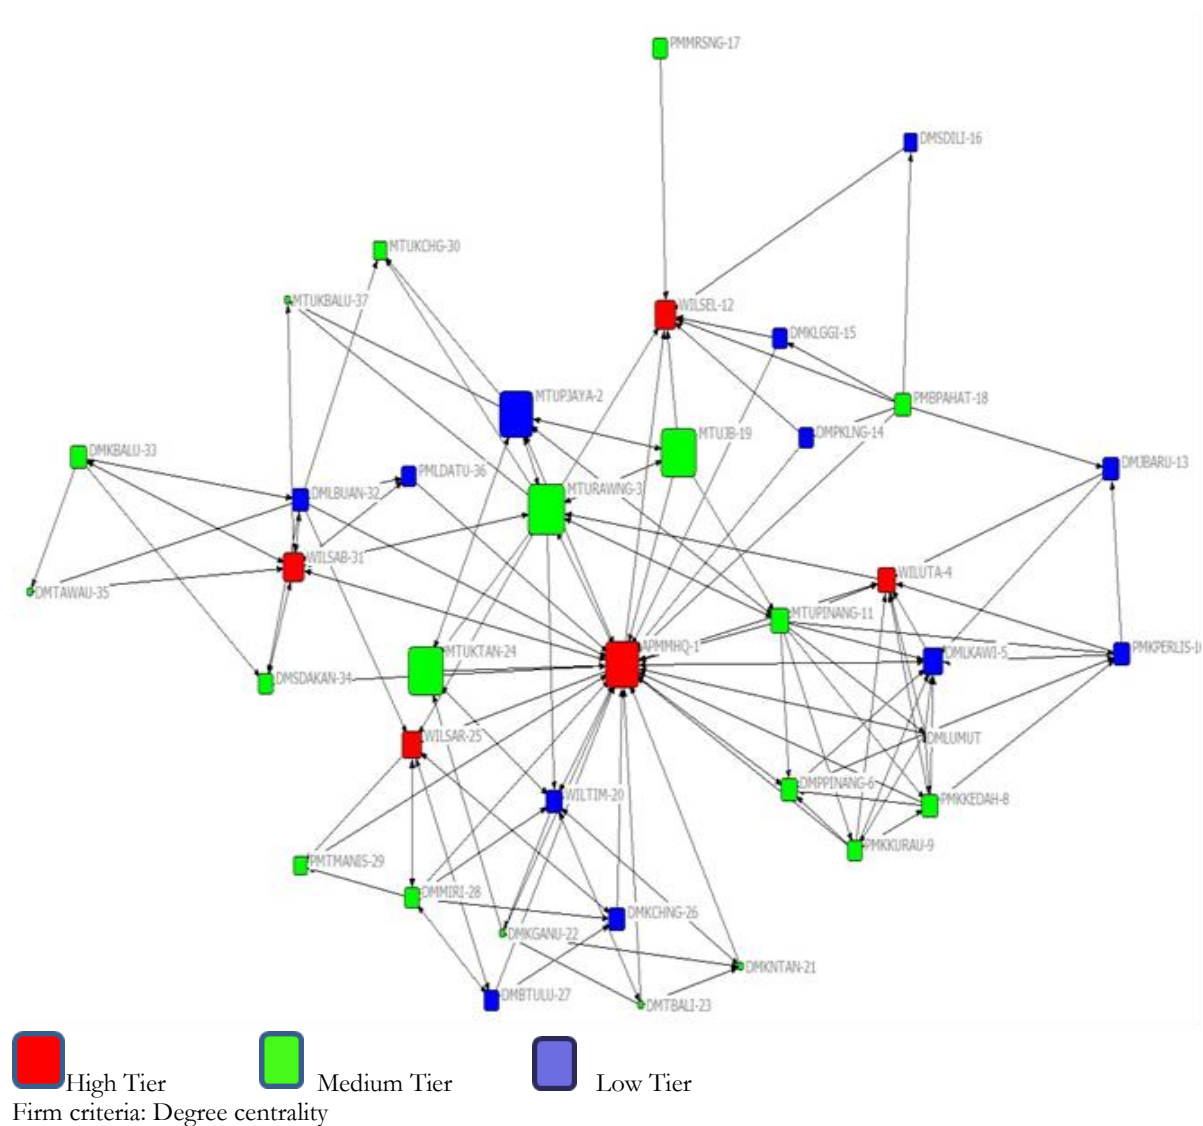 PMMRSNG-17
DMSDILI-16
MTUKCHG-30
MTUKBALU-37
WILSEL-12
DMKLGGI-15
MTUPJAYA-2
PMBPAHAT-18
MTUJB-19
DMPKLNG-14
DMKBALU-33
PMLDATU-36
DMJBARU-13
DMLBUAN-32
MTURAWNG-3
WILSAB-31
WILUTA-4
DMTAWAU-35
MTUPINANG-11
APMMHQ-1
MTUKTAN-24
DMLKAWI-5
PMKPERLIS-1
DMSDAKAN-34
WILSAR-25
DMLUMUT
DMPPINANG-6
WILTIM-20
PMKKEDAH-8
PMKKURAU-9
PMTMANIS-29
DMMIRI-28
DMKCHNG-26
DMKGANU-22
DMKNTAN-21
DMBTULU-27
DMTBALI-23
High Tier Medium Tier Low Tier
Firm criteria: Degree centrality